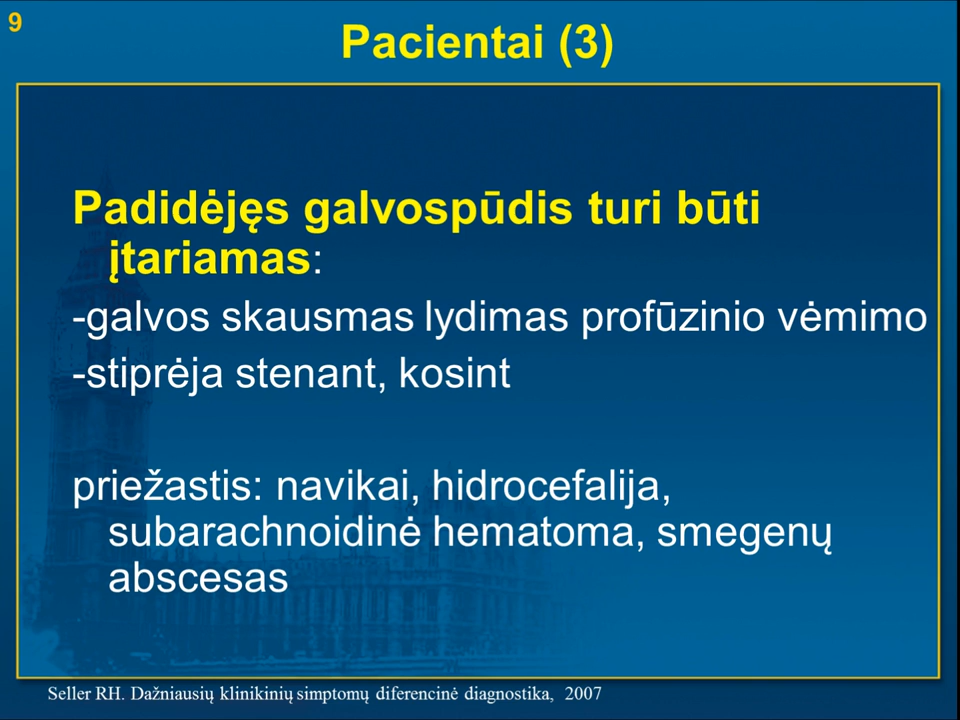 9
Pacientai (3)
Padidėjęs galvospūdis turi būti
įtariamas:
-galvos skausmas lydimas profūzinio vėmimo
-stiprėja stenant, kosint
priežastis: navikai, hidrocefalija,
subarachnoidinė hematoma, smegenų
abscesas
Seller RH. Dažniausių klinikinių simptomų diferencinė diagnostika, 2007